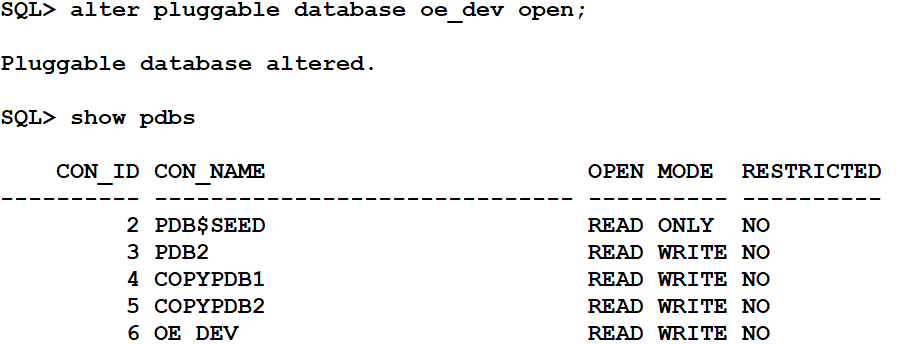 SQL> alter pluggable database oe_dev open;
Pluggable database altered.
SQL> show pdbs
    CON_ID CON_NAME                       OPEN MODE  RESTRICTED
---------- ------------------------------ ---------- ----------
         2 PDB$SEED                       READ ONLY  NO
         3 PDB2                           READ WRITE NO
         4 COPYPDB1                       READ WRITE NO
         5 COPYPDB2                       READ WRITE NO
         6 OE DEV                         READ WRITE NO